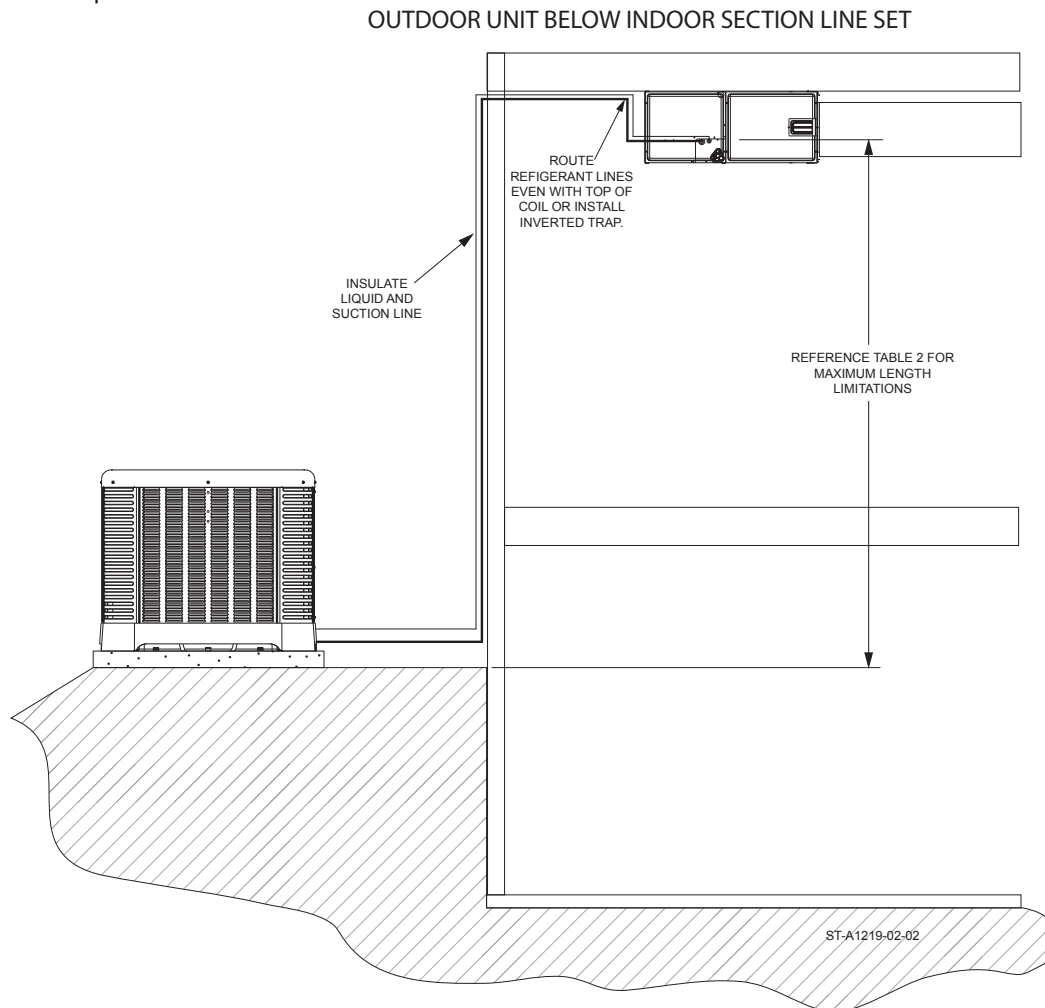 OUTDOOR UNIT BELOW INDOOR SECTION LINE SET
ROUTE
REFIGERANT LINES
EVEN WITH TOP OF
COIL OR INSTALL
INVERTED TRAP.
INSULATE
LIQUID AND
SUCTION LINE
REFERENCE TABLE 2 FOR
MAXIMUM LENGTH
LIMITATIONS
ST-A1219-02-02